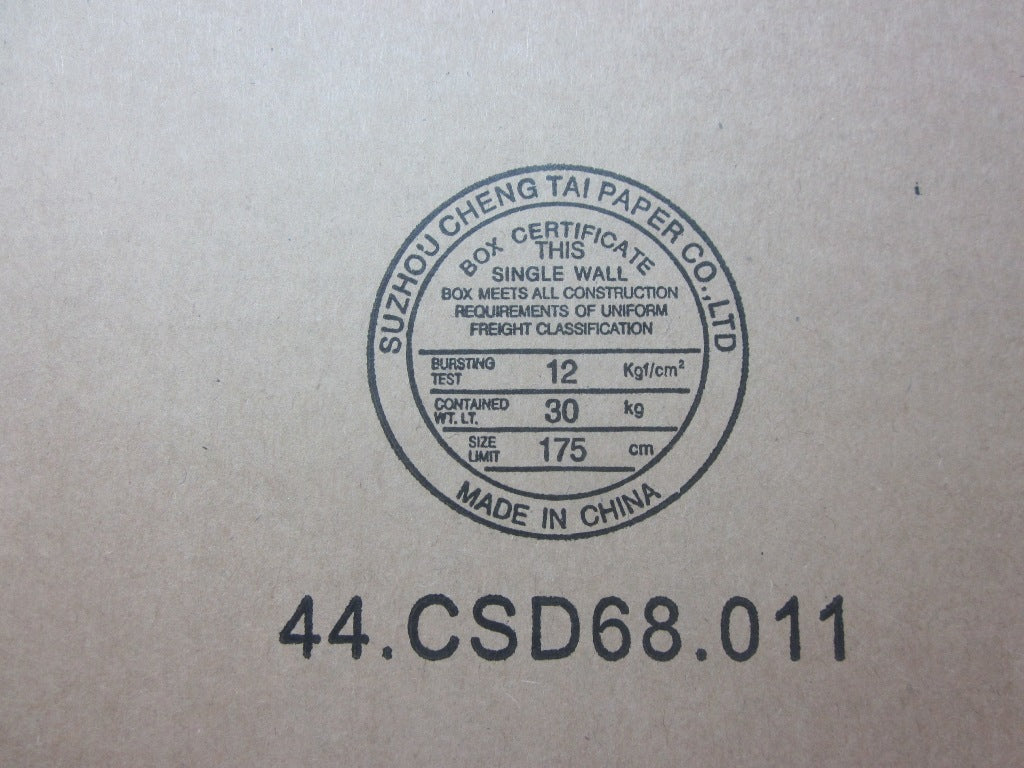 SUZHOU CHENG TAI PAPER CO.,LTD
BOX CERTIFICATE
THIS
SINGLE WALL
BOX MEETS ALL CONSTRUCTION
REQUIREMENTS OF UNIFORM
FREIGHT CLASSIFICATION
BURSTING TEST 12 Kgf/cm²
CONTAINED WT. LT. 30 kg
SIZE LIMIT 175 cm
MADE IN CHINA
44.CSD68.011